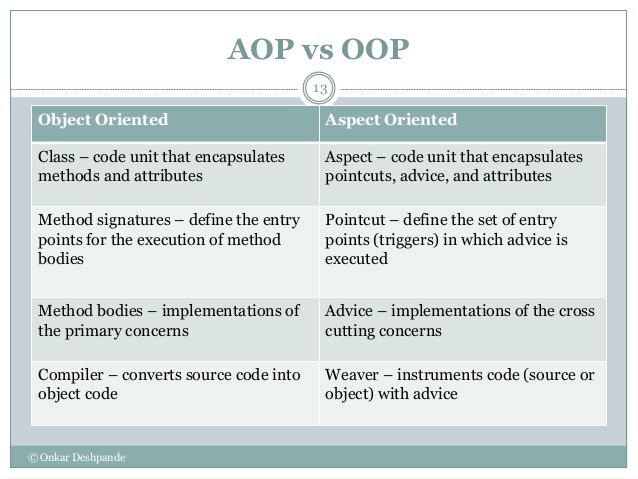 AOP vs OOP
13
Object Oriented
Aspect Oriented
Class – code unit that encapsulates
methods and attributes
Aspect – code unit that encapsulates
pointcuts, advice, and attributes
Method signatures – define the entry
points for the execution of method
bodies
Pointcut – define the set of entry
points (triggers) in which advice is
executed
Method bodies – implementations of
the primary concerns
Advice – implementations of the cross
cutting concerns
Compiler – converts source code into
object code
Weaver – instruments code (source or
object) with advice
©Onkar Deshpande